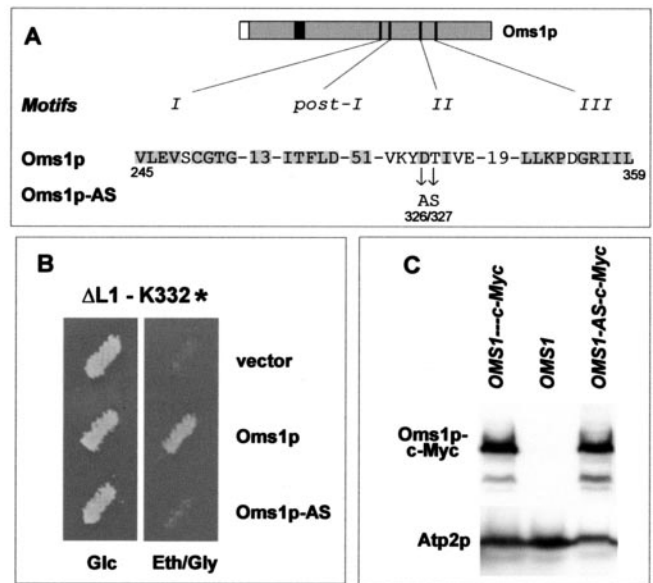 A
Oms1p
Motifs I post-I II III
Oms1p VLEVSCGTG-13-ITFLD-51-VKYDTIVE-19-LLKPDGRIIL
245 359
↓↓
Oms1p-AS AS
326/327
B
ΔL1 - K332 *
vector
Oms1p
Oms1p-AS
Glc Eth/Gly
C
OMS1---c-Myc
OMS1
OMS1-AS-c-Myc
Oms1p-
c-Myc
Atp2p